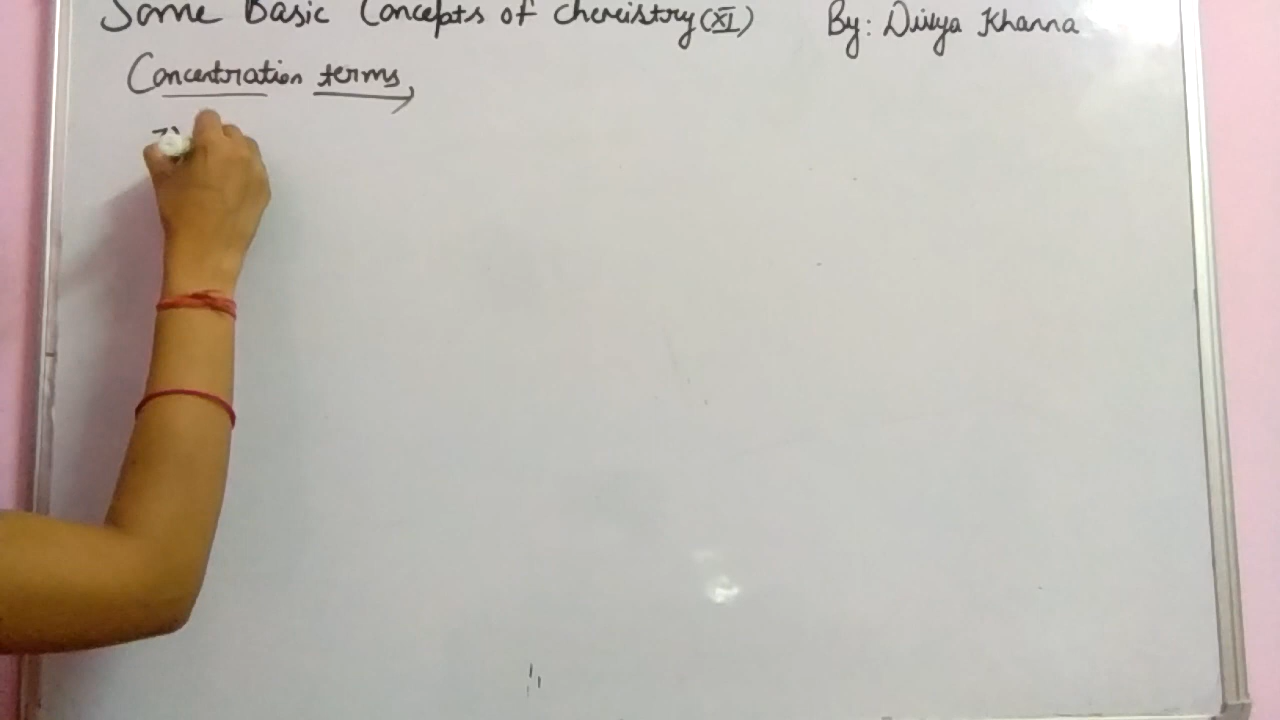 Some Basic Concepts of Chemistry (XI) By: Divya Khanna
Concentration terms,